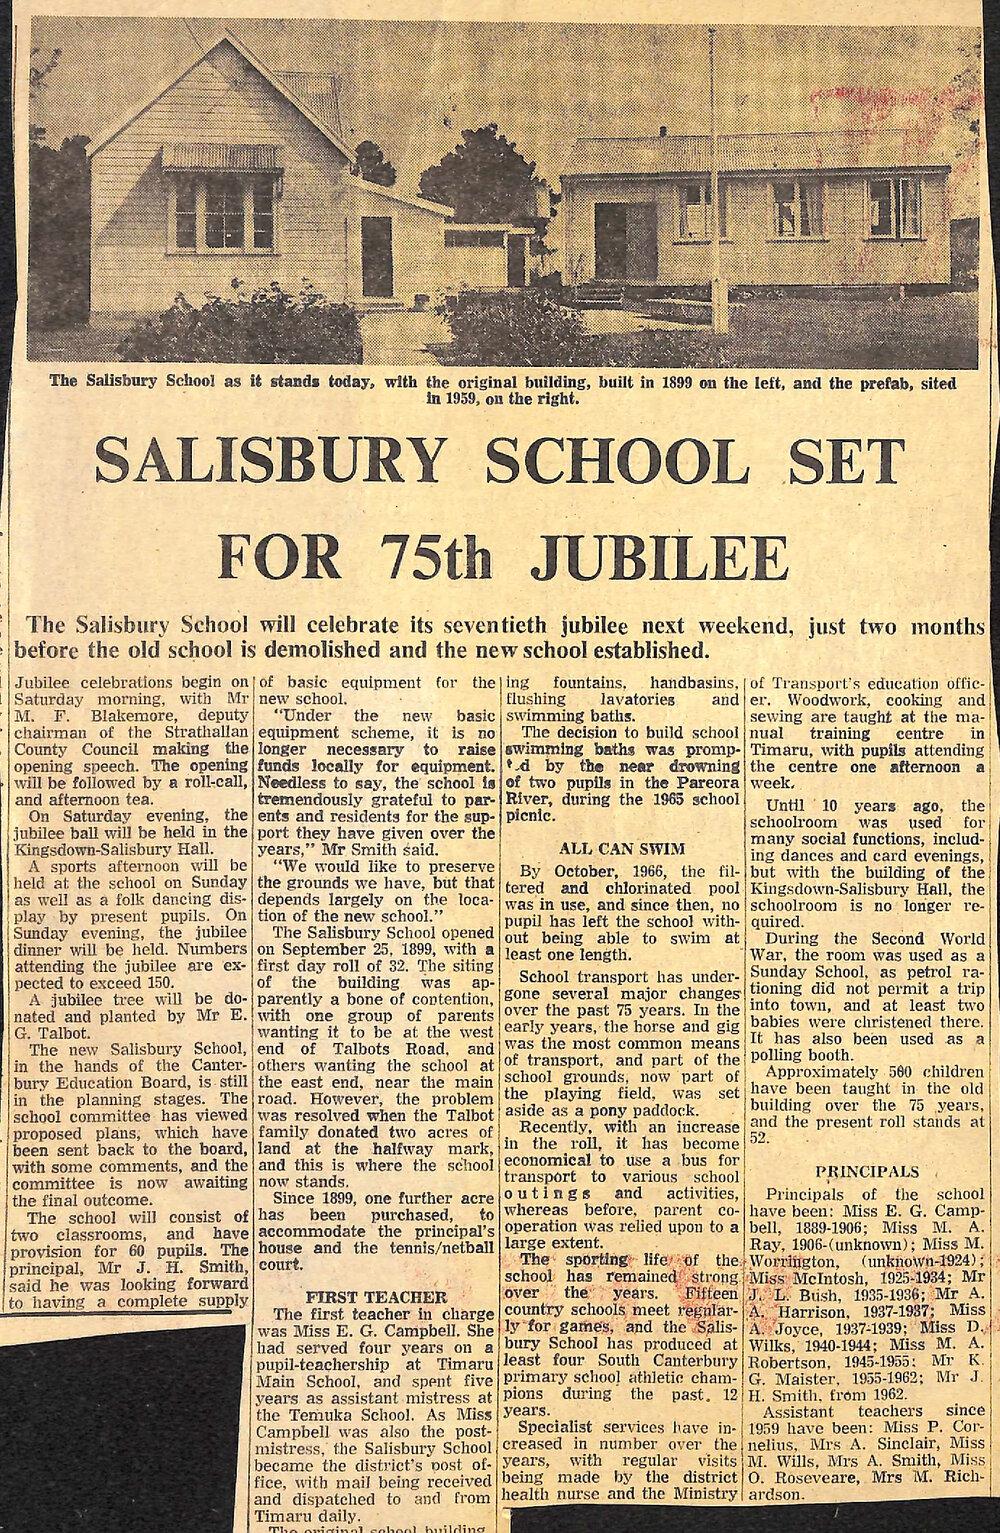 The Salisbury School as it stands today, with the original building, built in 1899 on the left, and the prefab, sited
in 1959, on the right.
SALISBURY SCHOOL SET
FOR 75th JUBILEE
The Salisbury School will celebrate its seventieth jubilee next weekend, just two months
before the old school is demolished and the new school established.
Jubilee celebrations begin on
Saturday morning, with Mr
M. F. Blakemore, deputy
chairman of the Strathallan
County Council making the
opening speech. The opening
will be followed by a roll-call,
and afternoon tea.
On Saturday evening, the
jubilee ball will be held in the
Kingsdown-Salisbury Hall.
A sports afternoon will be
held at the school on Sunday
as well as a folk dancing dis-
play by present pupils. On
Sunday evening, the jubilee
dinner will be held. Numbers
attending the jubilee are ex-
pected to exceed 150.
A jubilee tree will be do-
nated and planted by Mr E.
G. Talbot.
The new Salisbury School,
in the hands of the Canter-
bury Education Board, is still
in the planning stages. The
school committee has viewed
proposed plans, which have
been sent back to the board,
with some comments, and the
committee is now awaiting
the final outcome.
The school will consist of
two classrooms, and have
provision for 60 pupils. The
principal, Mr J. H. Smith,
said he was looking forward
to having a complete supply
of basic equipment for the
new school.
"Under the new basic
equipment scheme, it is no
longer necessary to raise
funds locally for equipment.
Needless to say, the school is
tremendously grateful to par-
ents and residents for the sup-
port they have given over the
years," Mr Smith said.
"We would like to preserve
the grounds we have, but that
depends largely on the loca-
tion of the new school."
The Salisbury School opened
on September 25, 1899, with a
first day roll of 32. The siting
of the building was ap-
parently a bone of contention,
with one group of parents
wanting it to be at the west
end of Talbots Road, and
others wanting the school at
the east end, near the main
road. However, the problem
was resolved when the Talbot
family donated two acres of
land at the halfway mark,
and this is where the school
now stands.
Since 1899, one further acre
has been purchased, to
accommodate the principal's
house and the tennis/netball
court.
FIRST TEACHER
The first teacher in charge
was Miss E. G. Campbell. She
had served four years on a
pupil-teachership at Timaru
Main School, and spent five
years as assistant mistress at
the Temuka School. As Miss
Campbell was also the post-
mistress, the Salisbury School
became the district's post of-
fice, with mail being received
and dispatched to and from
Timaru daily.
The original school building
ing fountains, handbasins,
flushing lavatories and
swimming baths.
The decision to build school
swimming baths was promp-
t.d by the near drowning
of two pupils in the Pareora
River, during the 1965 school
picnic.
ALL CAN SWIM
By October, 1966, the fil-
tered and chlorinated pool
was in use, and since then, no
pupil has left the school with-
out being able to swim at
least one length.
School transport has under-
gone several major changes
over the past 75 years. In the
early years, the horse and gig
was the most common means
of transport, and part of the
school grounds, now part of
the playing field, was set
aside as a pony paddock.
Recently, with an increase
in the roll, it has become
economical to use a bus for
transport to various school
outings and activities,
whereas before, parent co-
operation was relied upon to a
large extent.
The sporting life of the
school has remained strong
over the years. Fifteen
country schools meet regular-
ly for games, and the Salis-
bury School has produced at
least four South Canterbury
primary school athletic cham-
pions during the past 12
years.
Specialist services have in-
creased in number over the
years, with regular visits
being made by the district
health nurse and the Ministry
of Transport's education offic-
er. Woodwork, cooking and
sewing are taught at the ma-
nual training centre in
Timaru, with pupils attending
the centre one afternoon a
week.
Until 10 years ago, the
schoolroom was used for
many social functions, includ-
ing dances and card evenings,
but with the building of the
Kingsdown-Salisbury Hall, the
schoolroom is no longer re-
quired.
During the Second World
War, the room was used as a
Sunday School, as petrol ra-
tioning did not permit a trip
into town, and at least two
babies were christened there.
It has also been used as a
polling booth.
Approximately 500 children
have been taught in the old
building over the 75 years,
and the present roll stands at
52.
PRINCIPALS
Principals of the school
have been: Miss E. G. Camp-
bell, 1889-1906; Miss M. A.
Ray, 1906-(unknown); Miss M.
Worrington, (unknown-1924);
Miss McIntosh, 1925-1934; Mr
J. L. Bush, 1935-1936; Mr A.
A. Harrison, 1937-1937; Miss
A. Joyce, 1937-1939; Miss D.
Wilks, 1940-1944; Miss M. A.
Robertson, 1945-1955; Mr K.
G. Maister, 1955-1962; Mr J.
H. Smith, from 1962.
Assistant teachers since
1959 have been: Miss P. Cor-
nelius, Mrs A. Sinclair, Miss
M. Wills, Mrs A. Smith, Miss
O. Roseveare, Mrs M. Rich-
ardson.